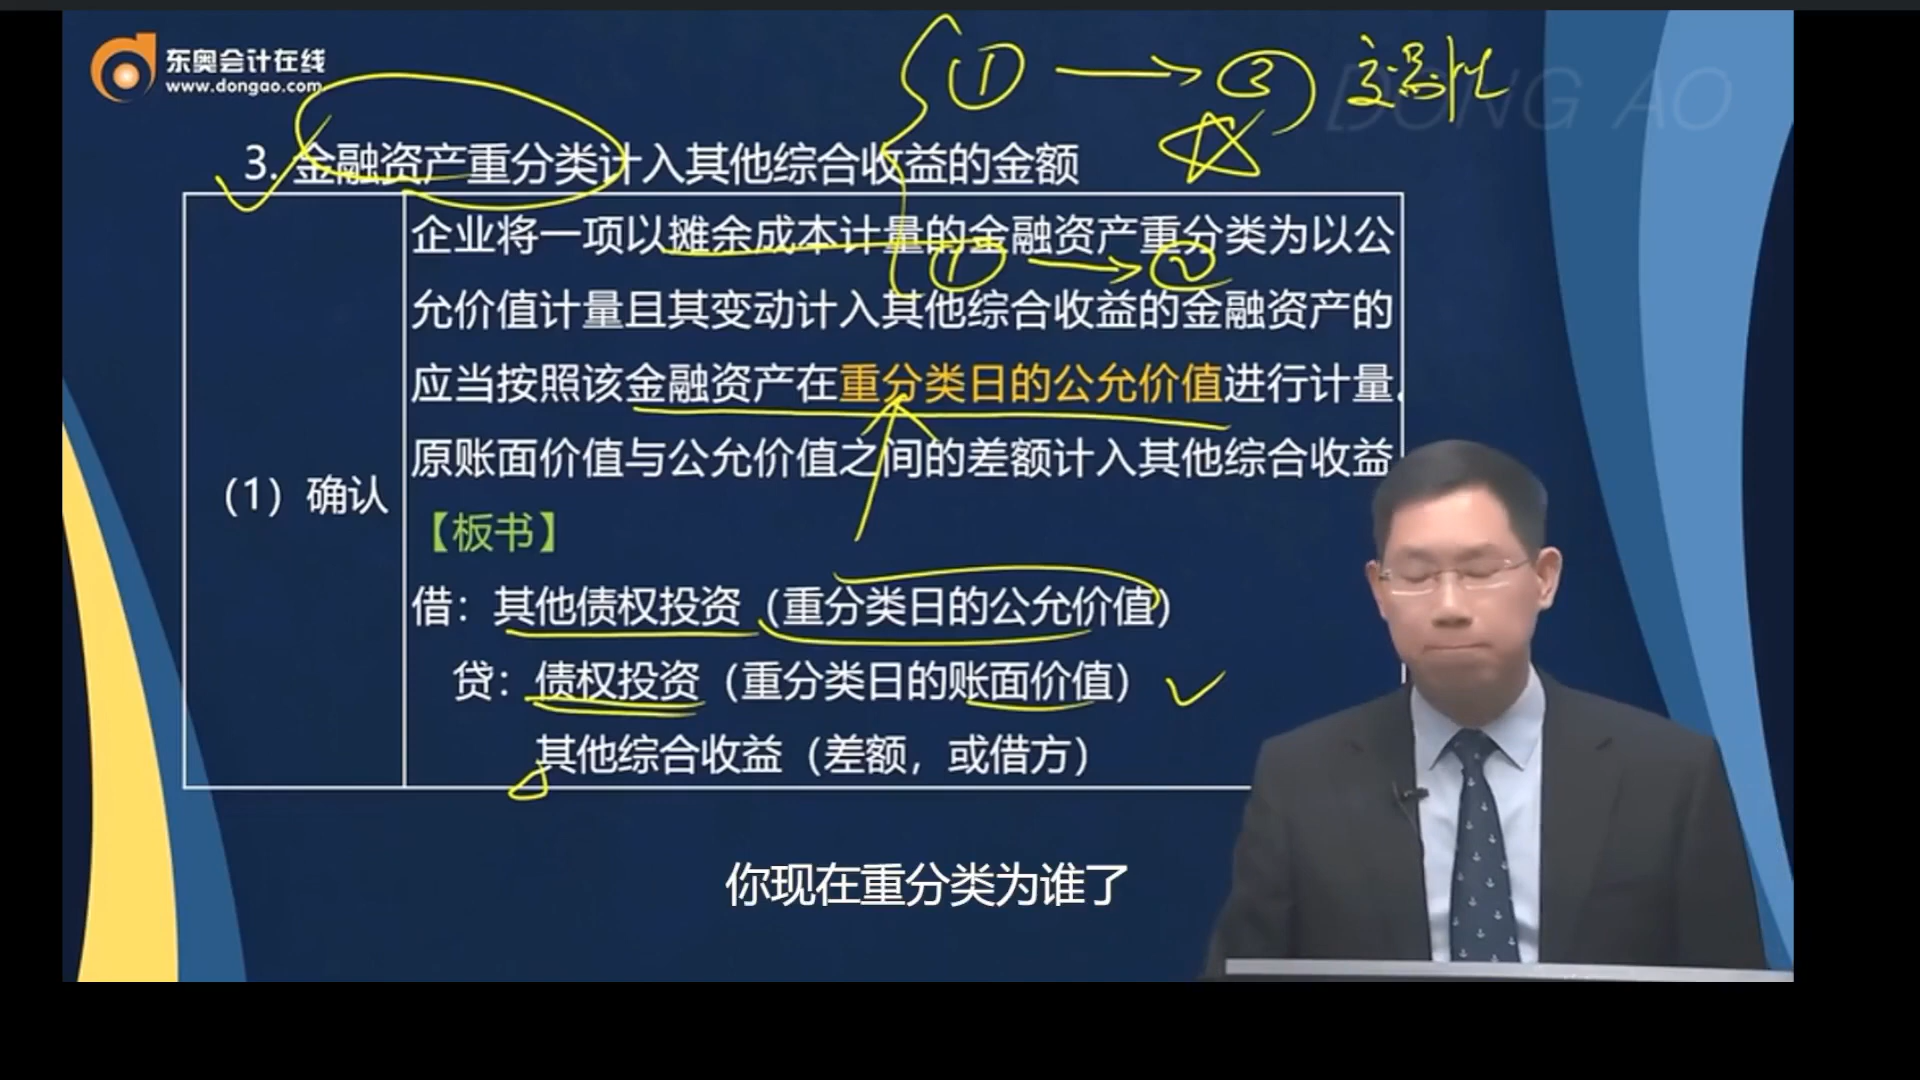 东奥会计在线
www.dongao.com
① → ③ 交易性
DONG AO
3. 金融资产重分类计入其他综合收益的金额
① → ②
(1)确认
企业将一项以摊余成本计量的金融资产重分类为以公
允价值计量且其变动计入其他综合收益的金融资产的
应当按照该金融资产在重分类日的公允价值进行计量.
原账面价值与公允价值之间的差额计入其他综合收益
【板书】
借：其他债权投资（重分类日的公允价值）
贷：债权投资（重分类日的账面价值）
其他综合收益（差额，或借方）
你现在重分类为谁了